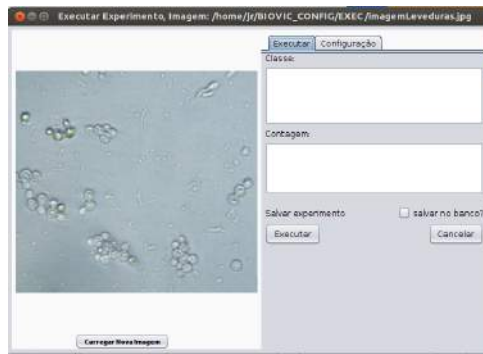 Executar Experimento, Imagem: /home/jr/BIOVIC_CONFIG/EXEC/imagemLeveduras.jpg
Executar Configuração
Classe:
Contagem:
Salvar experimento salvar no banco?
Executar Cancelar
Carregar Nova Imagem